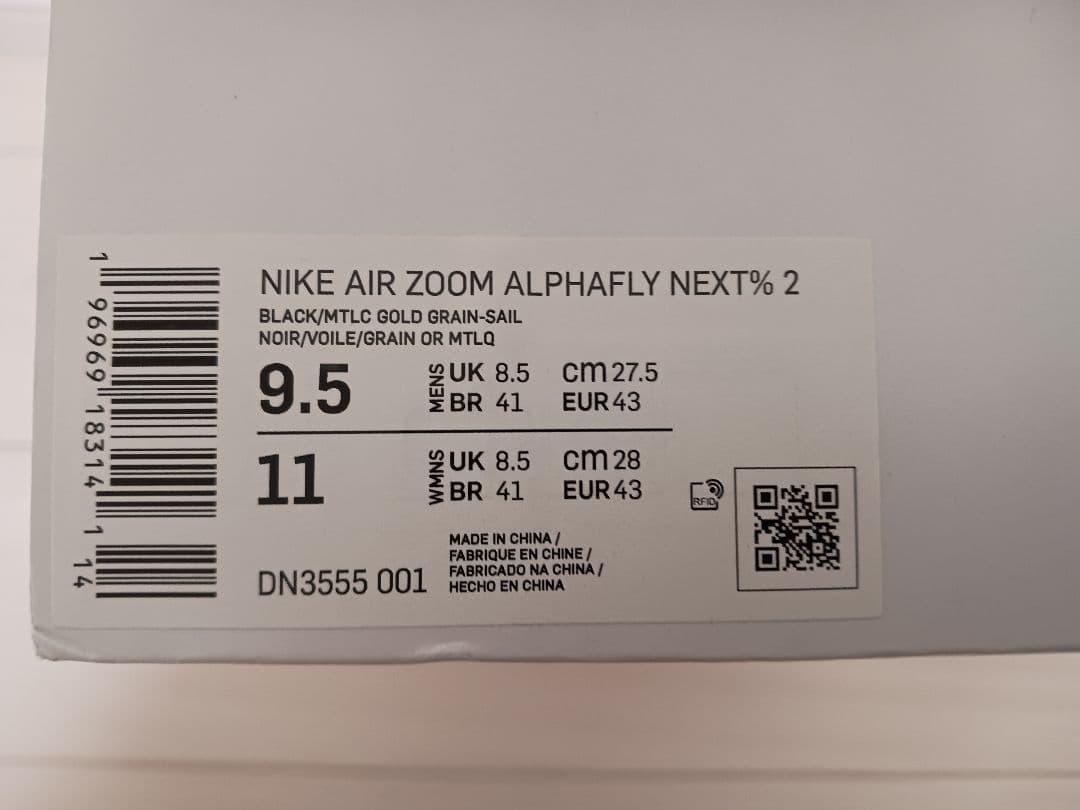 NIKE AIR ZOOM ALPHAFLY NEXT% 2
BLACK/MTLC GOLD GRAIN-SAIL
NOIR/VOILE/GRAIN OR MTLQ
9.5
MENS
UK 8.5 cm 27.5
BR 41 EUR 43
11
WMNS
UK 8.5 cm 28
BR 41 EUR 43
RFID
MADE IN CHINA /
FABRIQUE EN CHINE /
FABRICADO NA CHINA /
HECHO EN CHINA
DN3555 001
1 96969 18314 1 14